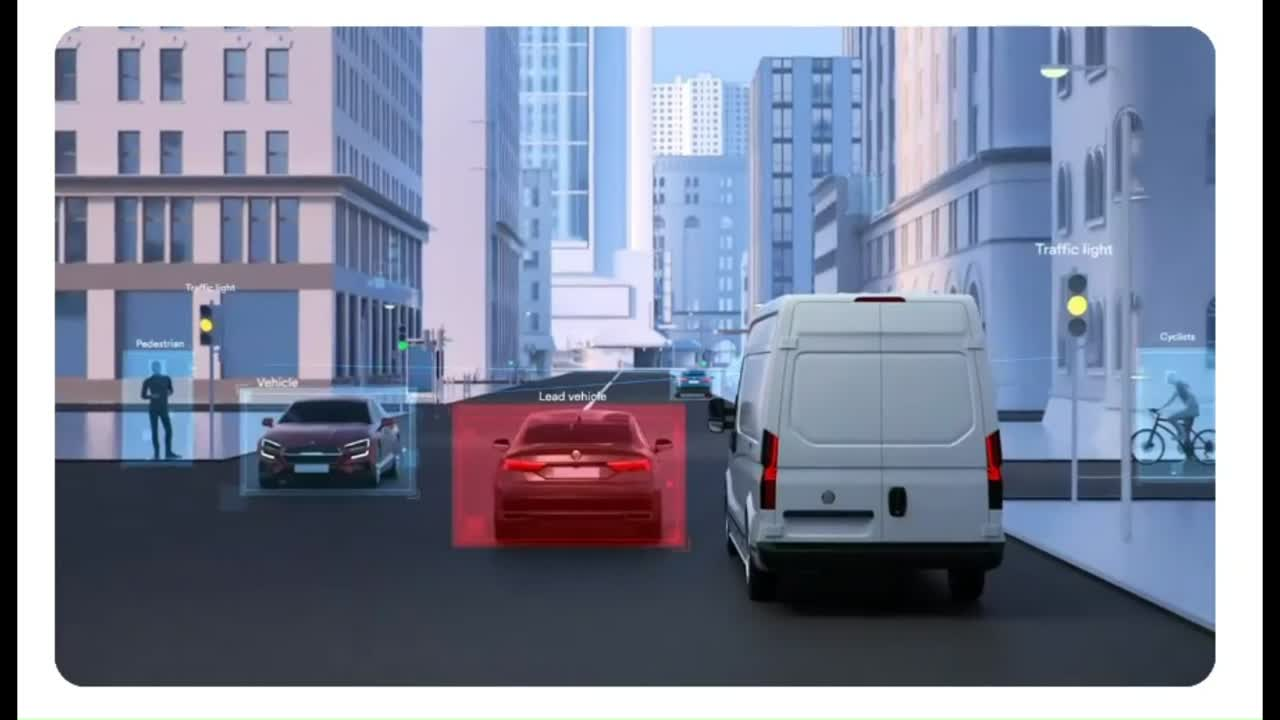 Traffic light
Traffic light
Pedestrian
Cyclists
Vehicle
Lead vehicle